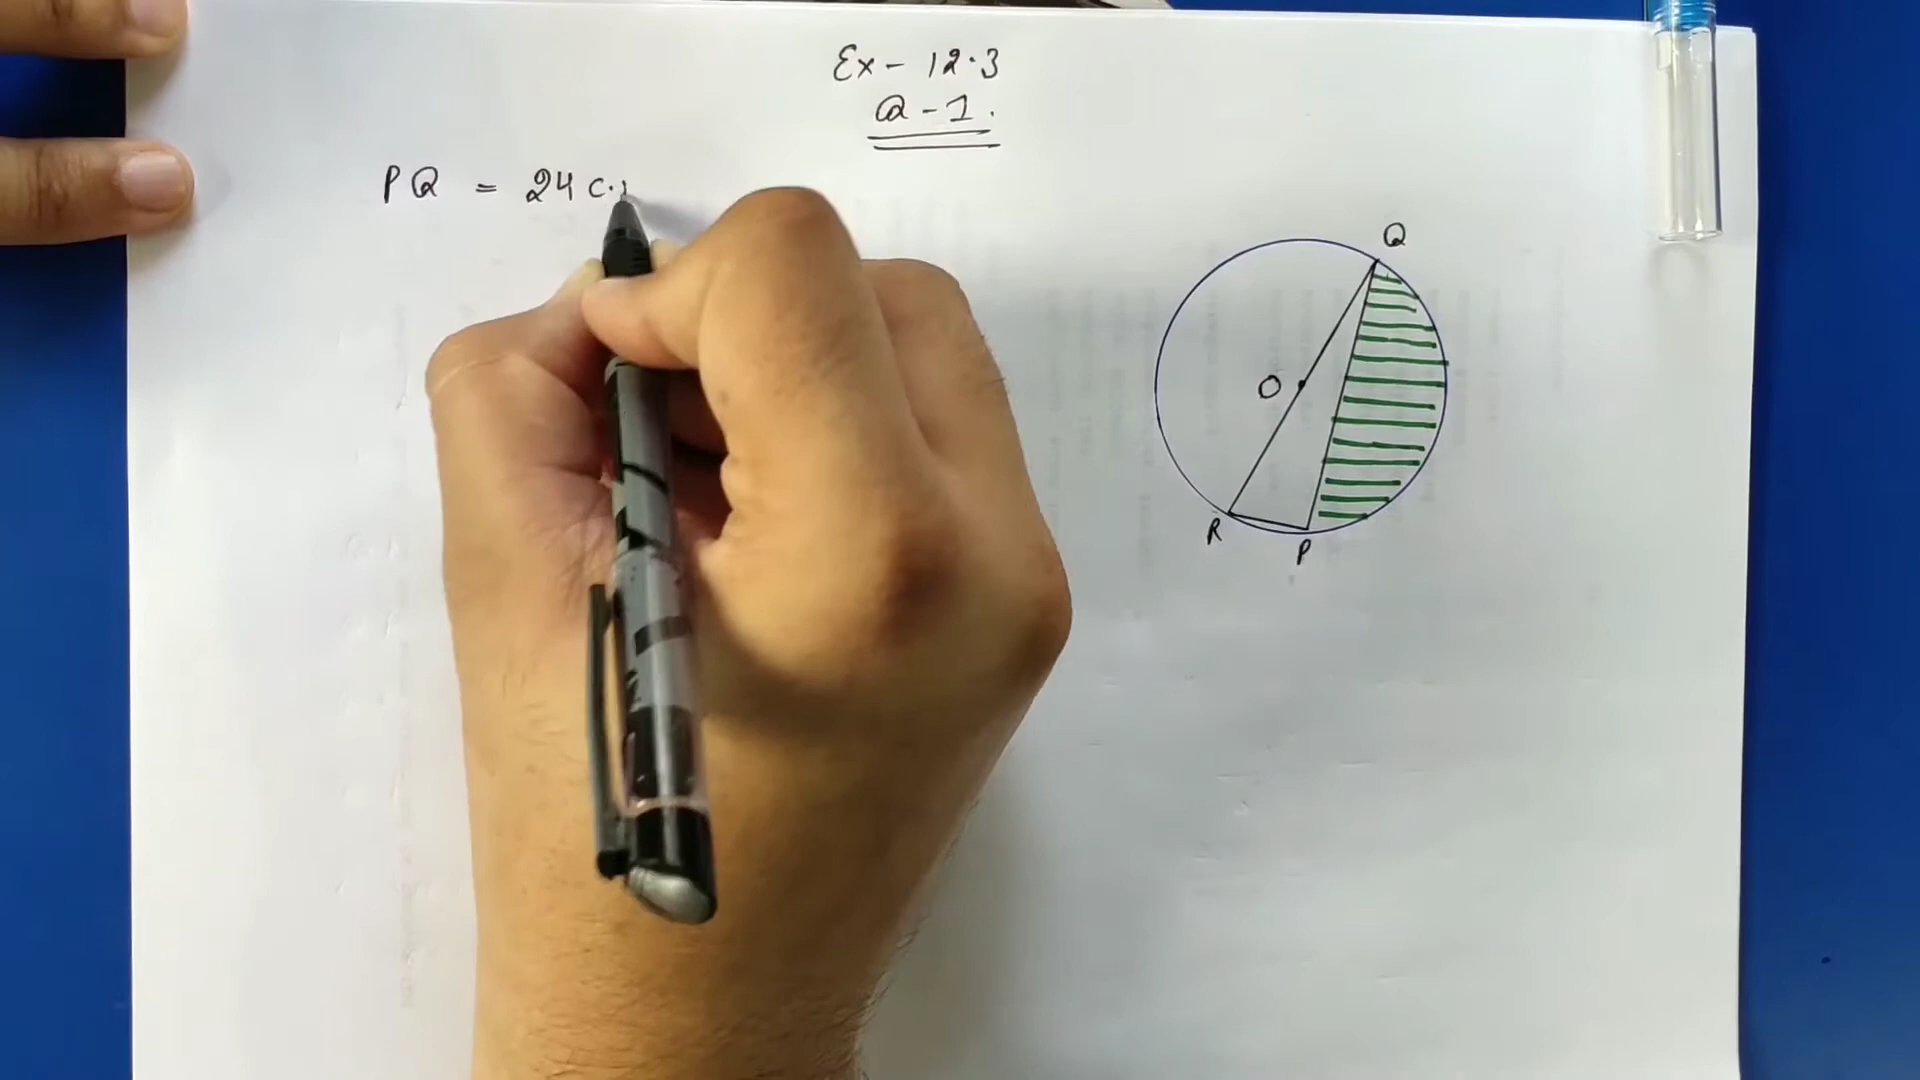 Ex - 12.3
Q - 1.
PQ = 24 c.
Q
O
R
P